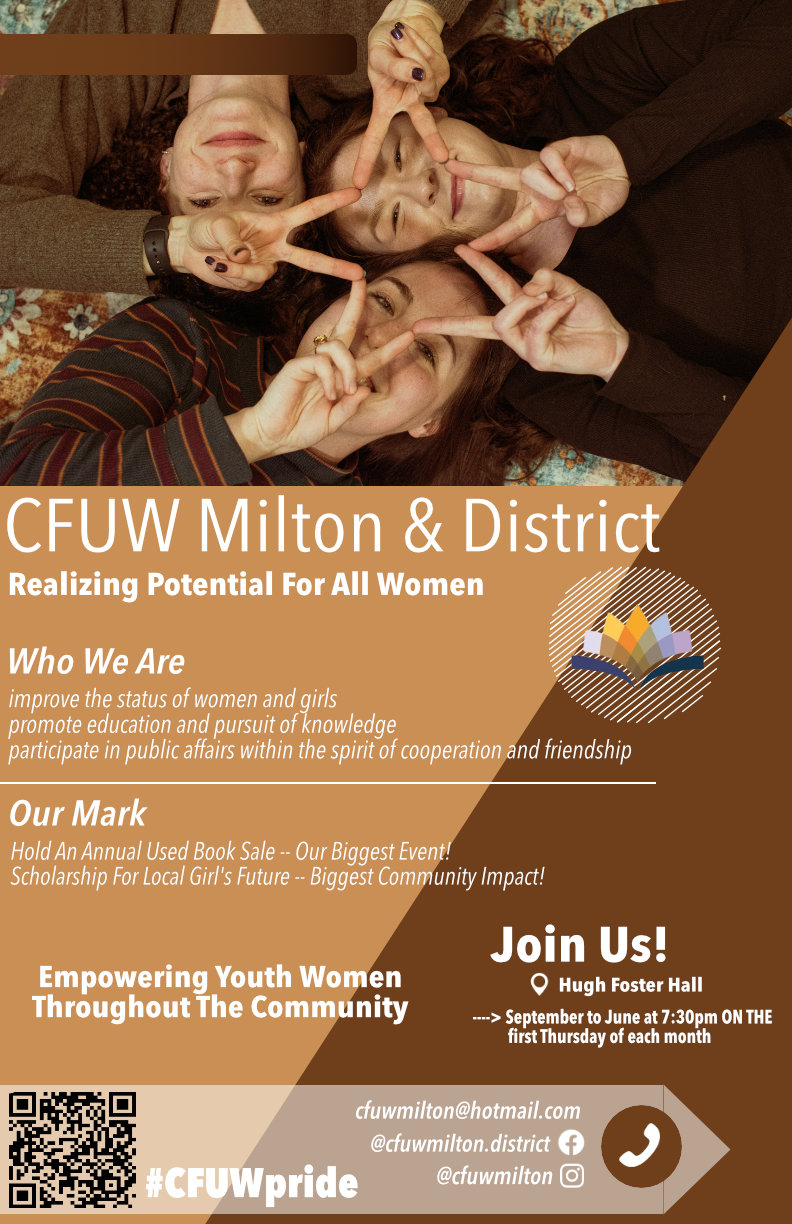 CFUW Milton & District
Realizing Potential For All Women
Who We Are
improve the status of women and girls
promote education and pursuit of knowledge
participate in public affairs within the spirit of cooperation and friendship
Our Mark
Hold An Annual Used Book Sale -- Our Biggest Event!
Scholarship For Local Girl's Future -- Biggest Community Impact!
Empowering Youth Women
Throughout The Community
Join Us!
Hugh Foster Hall
----> September to June at 7:30pm ON THE
first Thursday of each month
cfuwmilton@hotmail.com
@cfuwmilton.district
@cfuwmilton
#CFUWpride